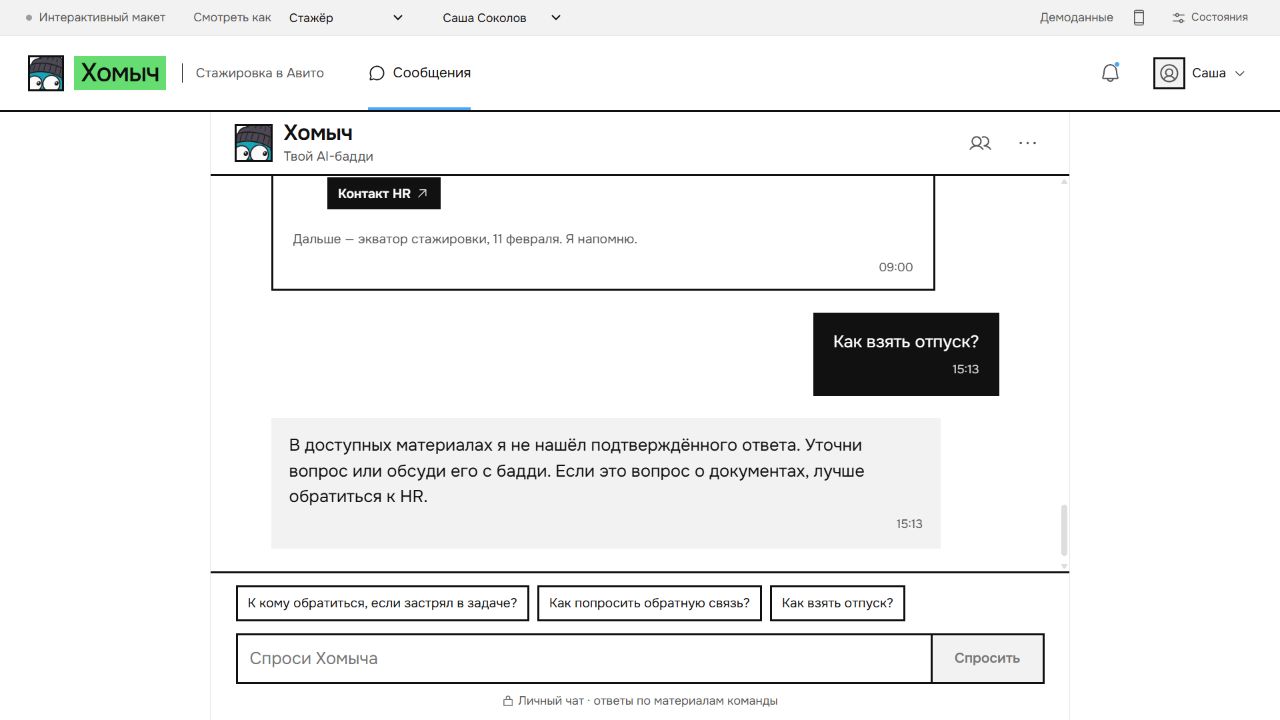 Интерактивный макет
Смотреть как
Стажёр
Саша Соколов
Демоданные
Состояния
Хомыч
Стажировка в Авито
Сообщения
Саша
Хомыч
Твой AI-бадди
Контакт HR
Дальше — экватор стажировки, 11 февраля. Я напомню.
09:00
Как взять отпуск?
15:13
В доступных материалах я не нашёл подтверждённого ответа. Уточни
вопрос или обсуди его с бадди. Если это вопрос о документах, лучше
обратиться к HR.
15:13
К кому обратиться, если застрял в задаче?
Как попросить обратную связь?
Как взять отпуск?
Спроси Хомыча
Спросить
Личный чат · ответы по материалам команды